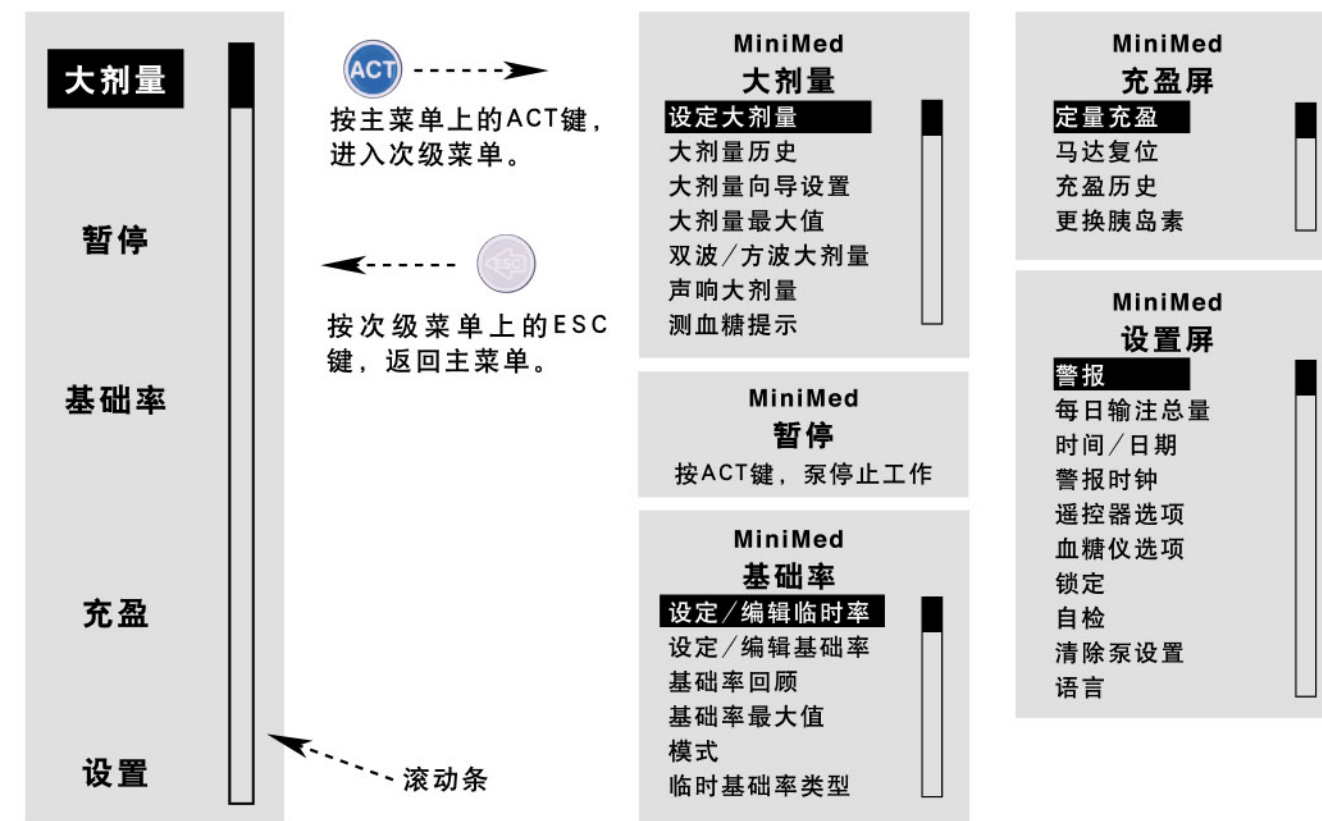 大剂量
暂停
基础率
充盈
设置
ACT
按主菜单上的ACT键，
进入次级菜单。
ESC
按次级菜单上的ESC
键，返回主菜单。
滚动条
MiniMed
大剂量
设定大剂量
大剂量历史
大剂量向导设置
大剂量最大值
双波/方波大剂量
声响大剂量
测血糖提示
MiniMed
暂停
按ACT键，泵停止工作
MiniMed
基础率
设定/编辑临时率
设定/编辑基础率
基础率回顾
基础率最大值
模式
临时基础率类型
MiniMed
充盈屏
定量充盈
马达复位
充盈历史
更换胰岛素
MiniMed
设置屏
警报
每日输注总量
时间/日期
警报时钟
遥控器选项
血糖仪选项
锁定
自检
清除泵设置
语言